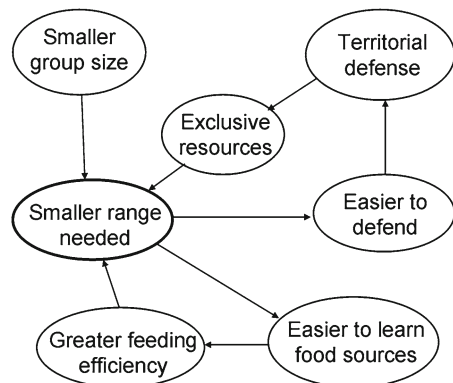 Smaller
group size
Territorial
defense
Exclusive
resources
Smaller range
needed
Easier to
defend
Greater feeding
efficiency
Easier to learn
food sources